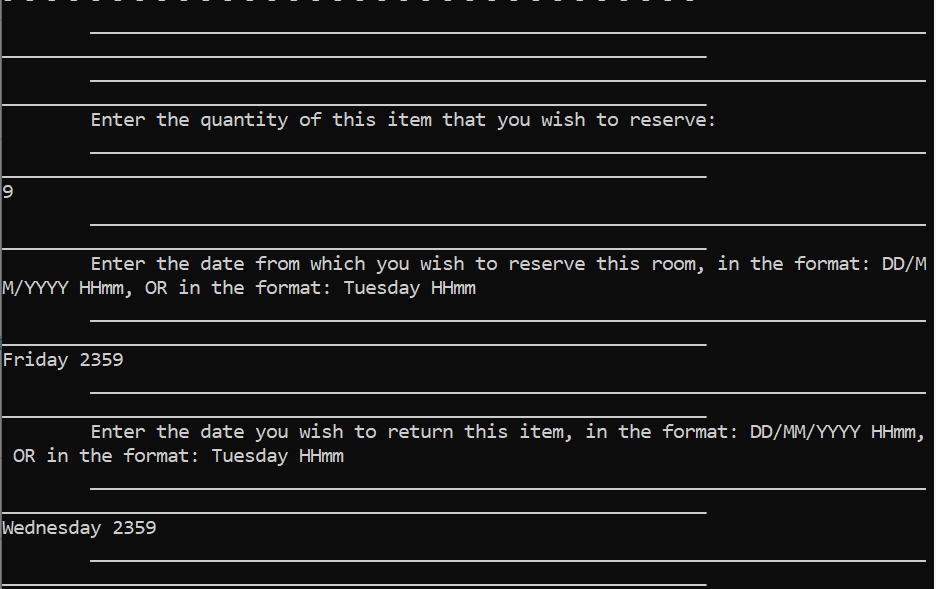 Enter the quantity of this item that you wish to reserve:
9
Enter the date from which you wish to reserve this room, in the format: DD/M
M/YYYY HHmm, OR in the format: Tuesday HHmm
Friday 2359
Enter the date you wish to return this item, in the format: DD/MM/YYYY HHmm,
OR in the format: Tuesday HHmm
Wednesday 2359